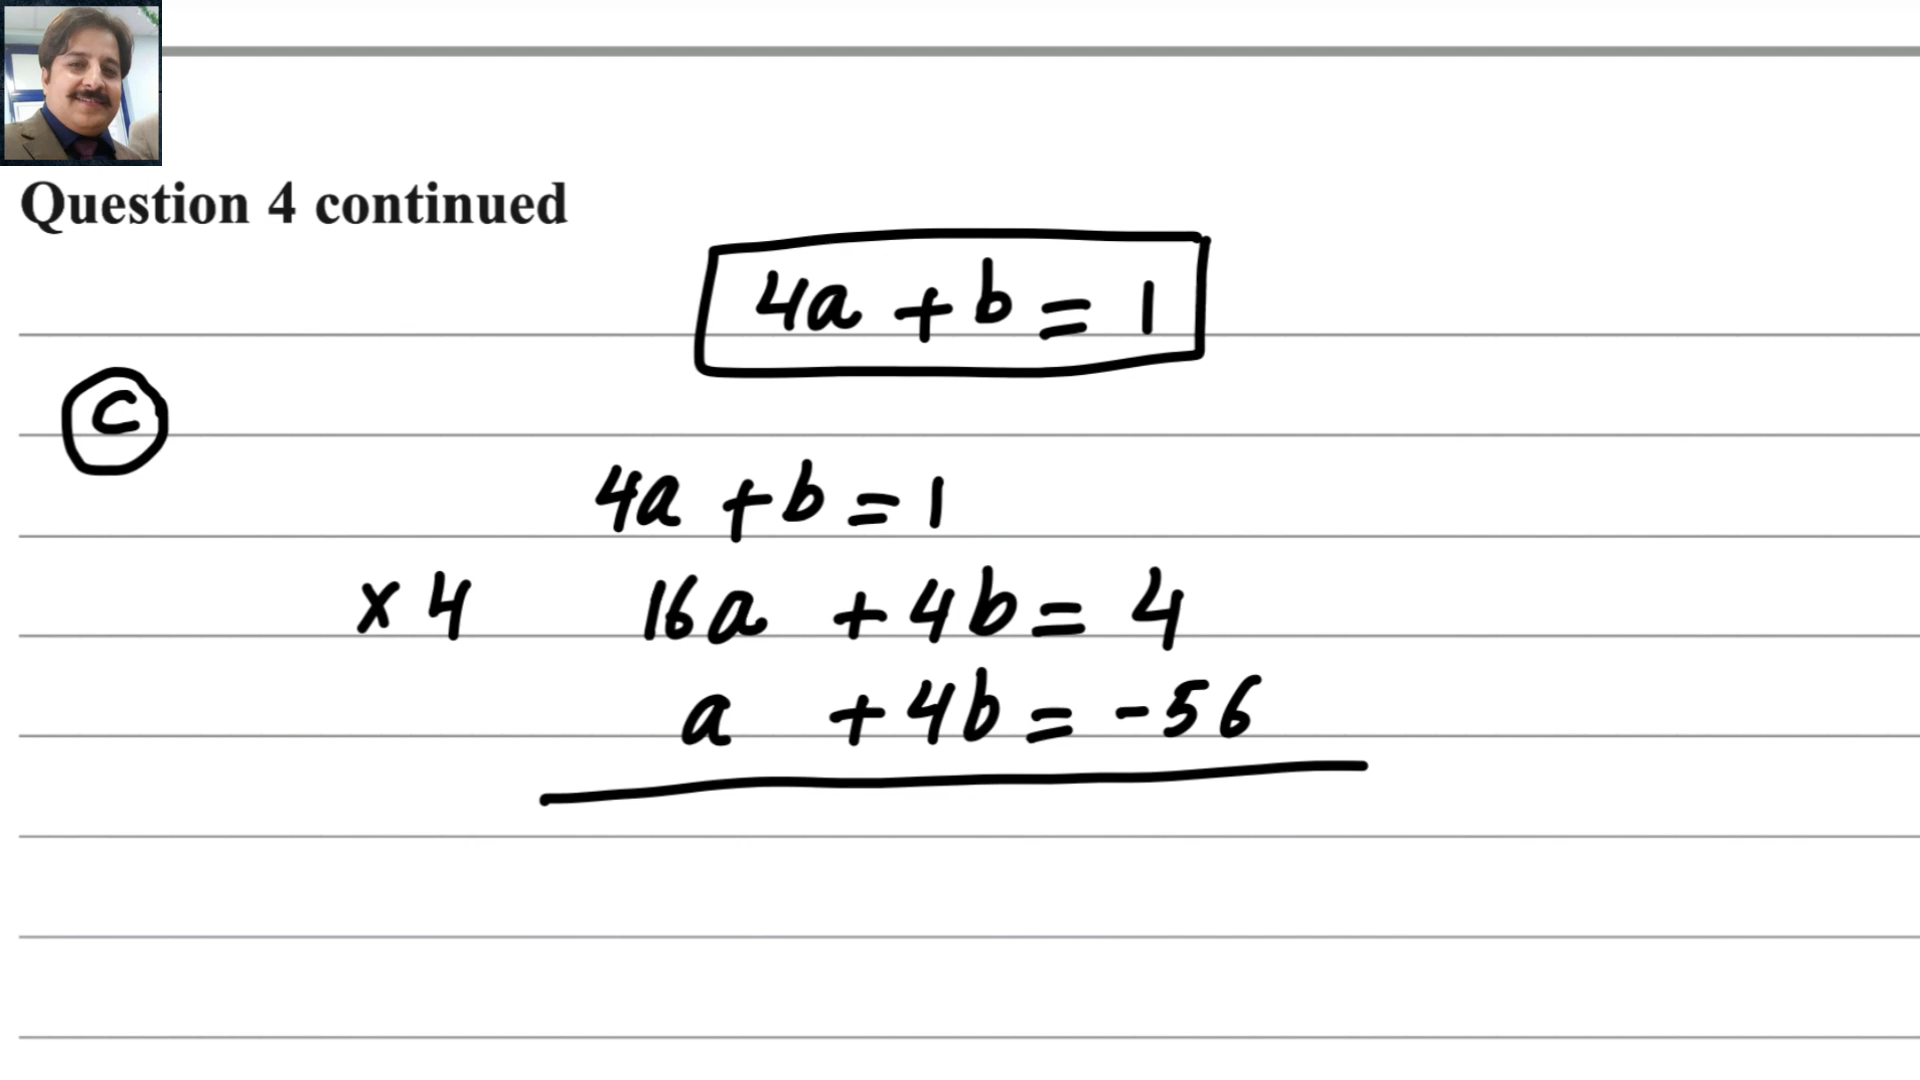 Question 4 continued
4a + b = 1
C
4a + b = 1
× 4 16a + 4b = 4
a + 4b = -56